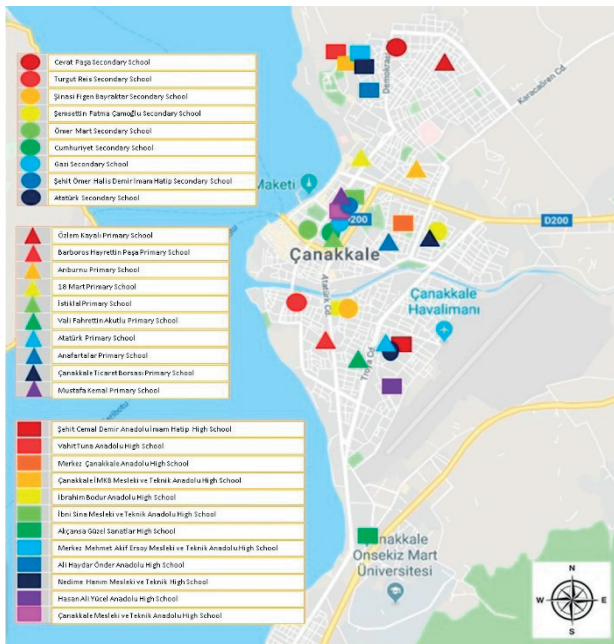 Cevat Paşa Secondary School
Turgut Reis Secondary School
Şinasi Figen Bayraktar Secondary School
Şemsettin Fatma Çamoğlu Secondary School
Ömer Mart Secondary School
Cumhuriyet Secondary School
Gazi Secondary School
Şehit Ömer Halis Demir İmam Hatip Secondary School
Atatürk Secondary School
Özlem Kayalı Primary School
Barboros Hayrettin Paşa Primary School
Arıburnu Primary School
18 Mart Primary School
İstiklal Primary School
Vali Fahrettin Akutlu Primary School
Atatürk Primary School
Anafartalar Primary School
Çanakkale Ticaret Borsası Primary School
Mustafa Kemal Primary School
Şehit Cemal Demir Anadolu İmam Hatip High School
Vahit Tuna Anadolu High School
Merkez Çanakkale Anadolu High School
Çanakkale İMKB Mesleki ve Teknik Anadolu High School
İbrahim Bodur Anadolu High School
İbni Sina Mesleki ve Teknik Anadolu High School
Akçansa Güzel Sanatlar High School
Merkez Mehmet Akif Ersoy Mesleki ve Teknik Anadolu High School
Ali Haydar Önder Anadolu High School
Nedime Hanım Mesleki ve Teknik High School
Hasan Ali Yücel Anadolu High School
Çanakkale Mesleki ve Teknik Anadolu High School
Demokrasi
Karacaören Cd.
Maketi
D200
Çanakkale
Atatürk Cd.
Çanakkale
Havalimanı
Troya Cd.
Onsekiz Mart
Üniversitesi
N
W
E
S